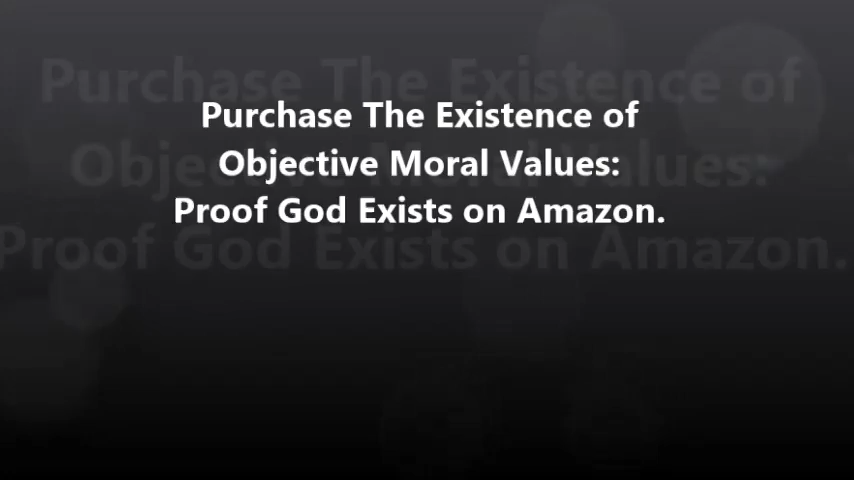 Purchase The Existence of
Objective Moral Values:
Proof God Exists on Amazon.